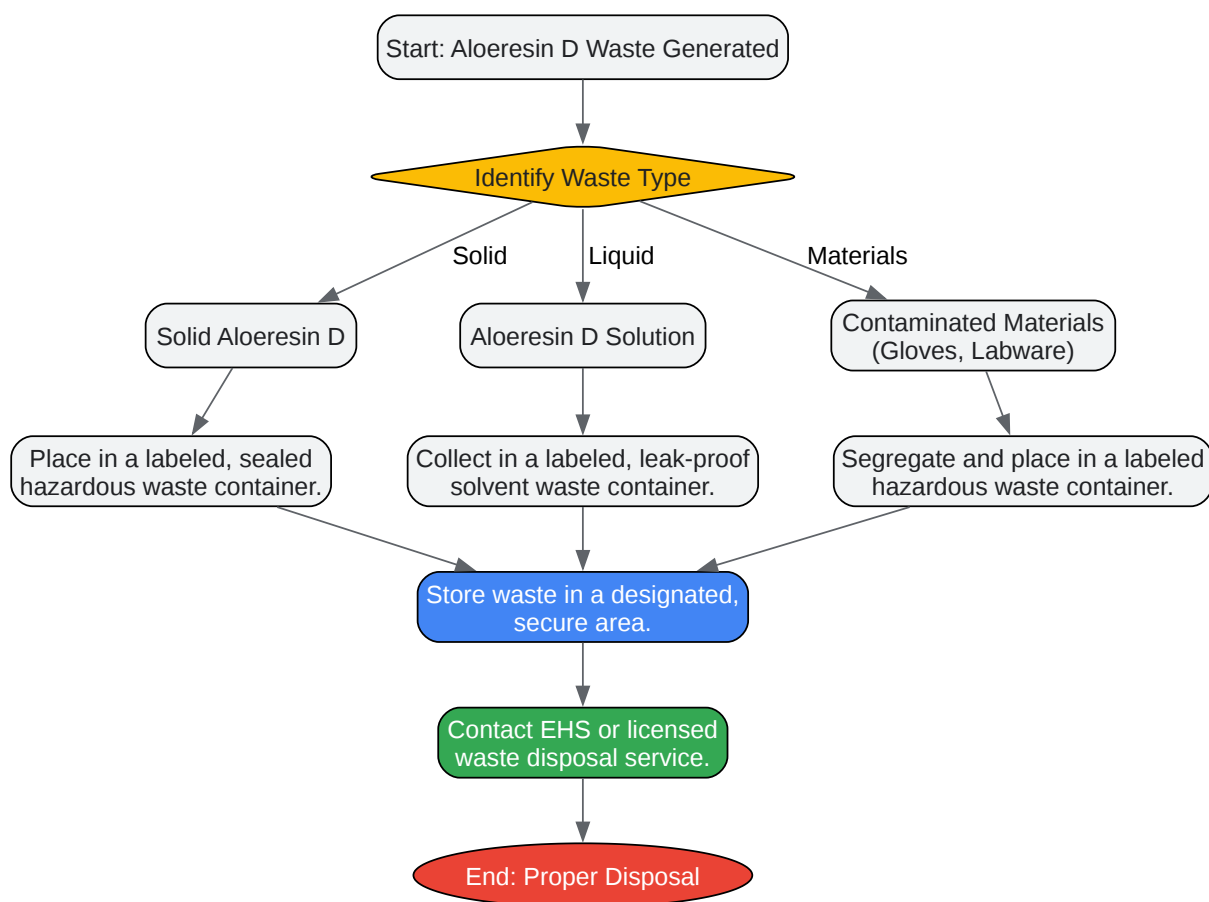 Start: Aloeresin D Waste Generated
Identify Waste Type
Solid
Liquid
Materials
Solid Aloeresin D
Aloeresin D Solution
Contaminated Materials
(Gloves, Labware)
Place in a labeled, sealed
hazardous waste container.
Collect in a labeled, leak-proof
solvent waste container.
Segregate and place in a labeled
hazardous waste container.
Store waste in a designated,
secure area.
Contact EHS or licensed
waste disposal service.
End: Proper Disposal